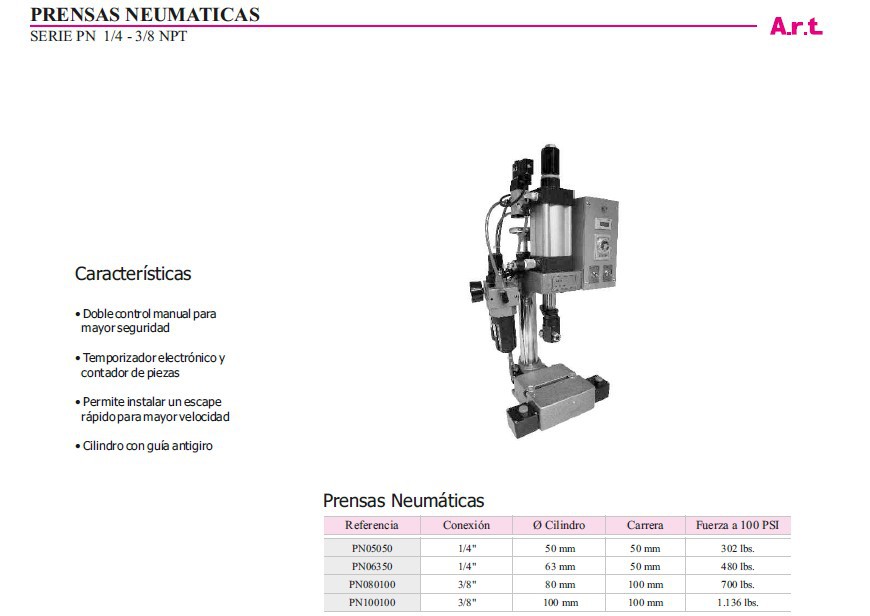 PRENSAS NEUMATICAS
SERIE PN 1/4 - 3/8 NPT
A.r.t.
Características
• Doble control manual para
mayor seguridad
• Temporizador electrónico y
contador de piezas
• Permite instalar un escape
rápido para mayor velocidad
• Cilindro con guía antigiro
Prensas Neumáticas
Referencia Conexión Ø Cilindro Carrera Fuerza a 100 PSI
PN05050 1/4" 50 mm 50 mm 302 lbs.
PN06350 1/4" 63 mm 50 mm 480 lbs.
PN080100 3/8" 80 mm 100 mm 700 lbs.
PN100100 3/8" 100 mm 100 mm 1.136 lbs.